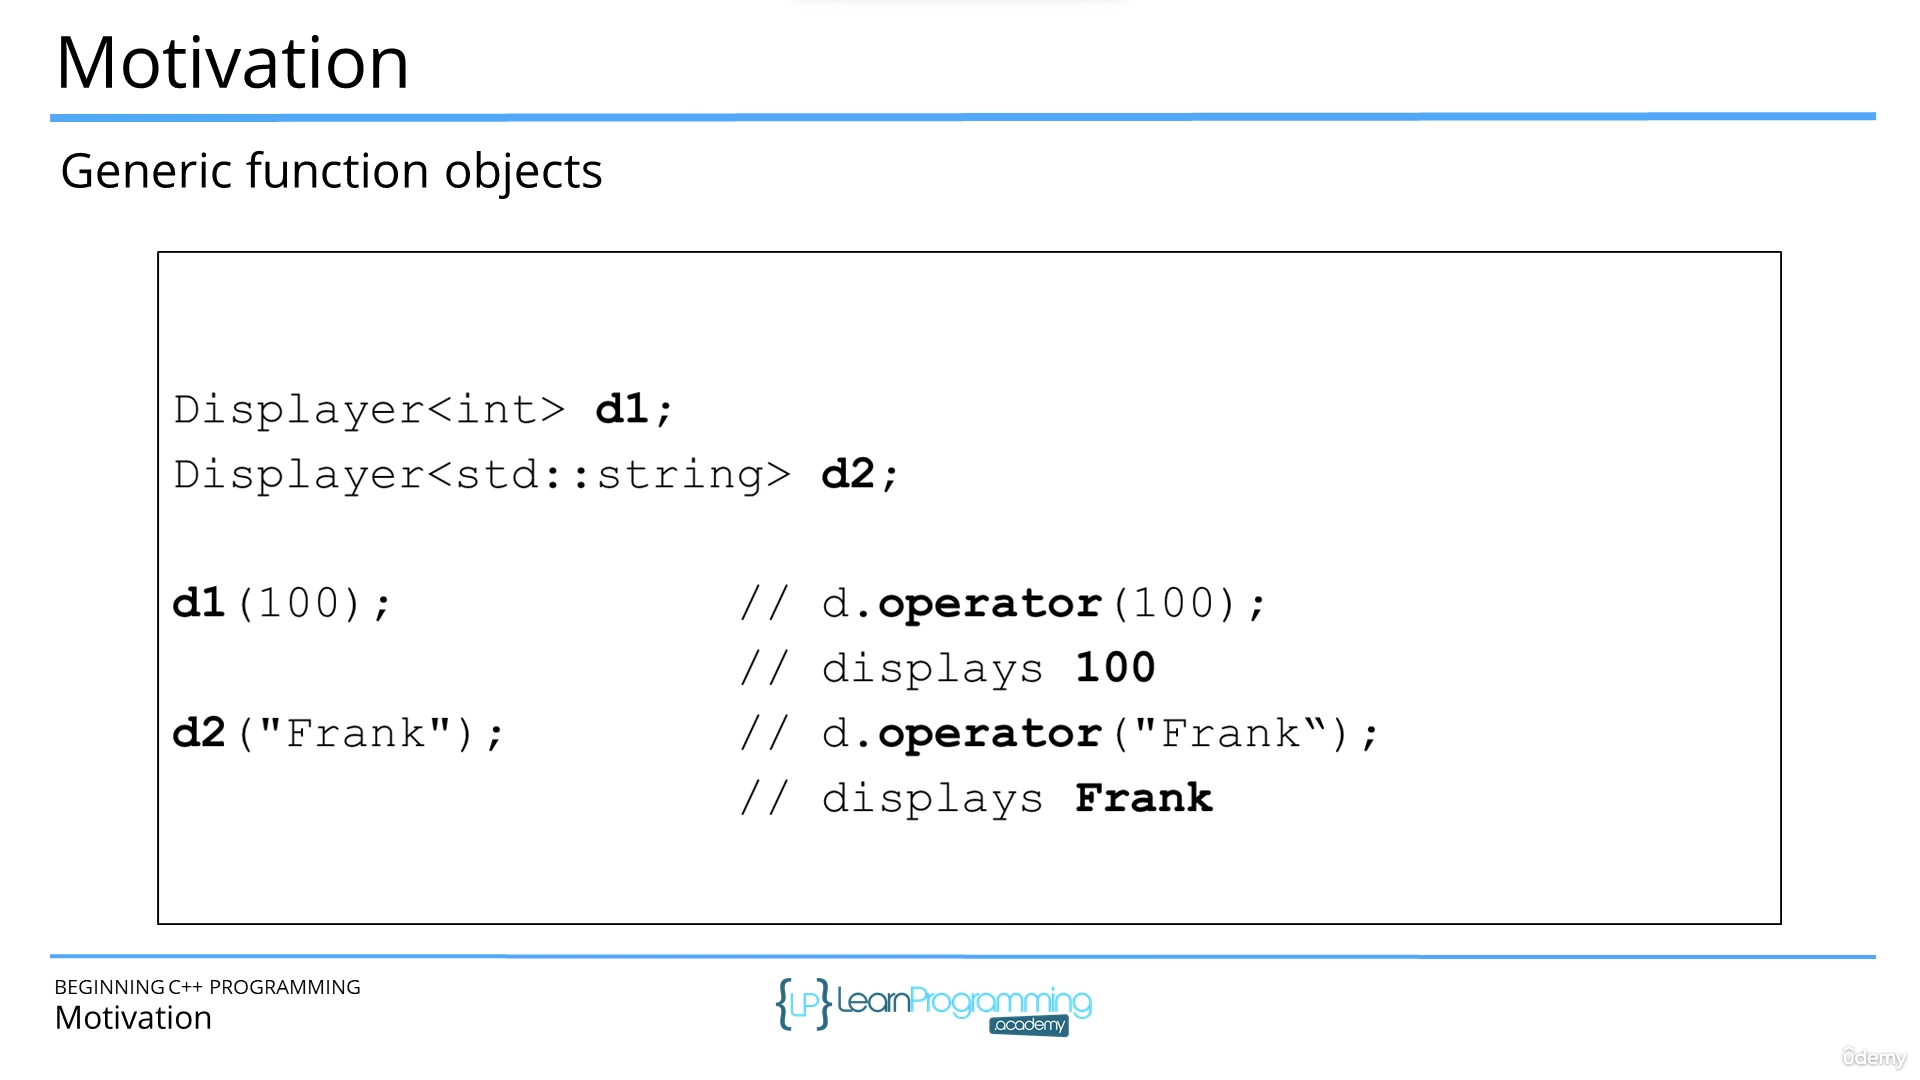 Motivation
Generic function objects
Displayer<int> d1;
Displayer<std::string> d2;
d1(100); // d.operator(100);
// displays 100
d2("Frank"); // d.operator("Frank“);
// displays Frank
BEGINNING C++ PROGRAMMING
Motivation
{LP} LearnProgramming
.academy
ûdemy